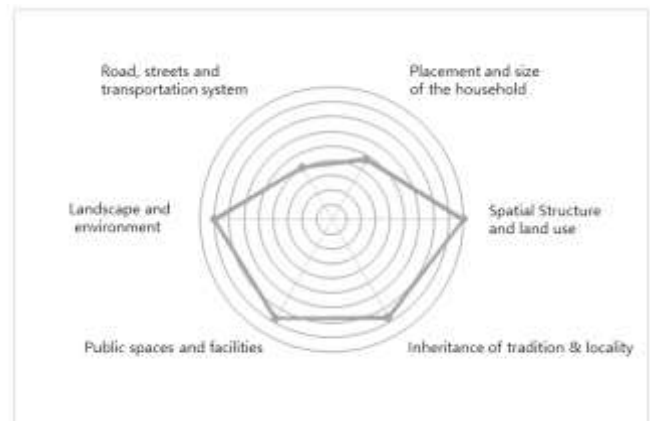 Road, streets and
transportation system
Placement and size
of the household
Landscape and
environment
Spatial Structure
and land use
Public spaces and facilities
Inheritance of tradition & locality